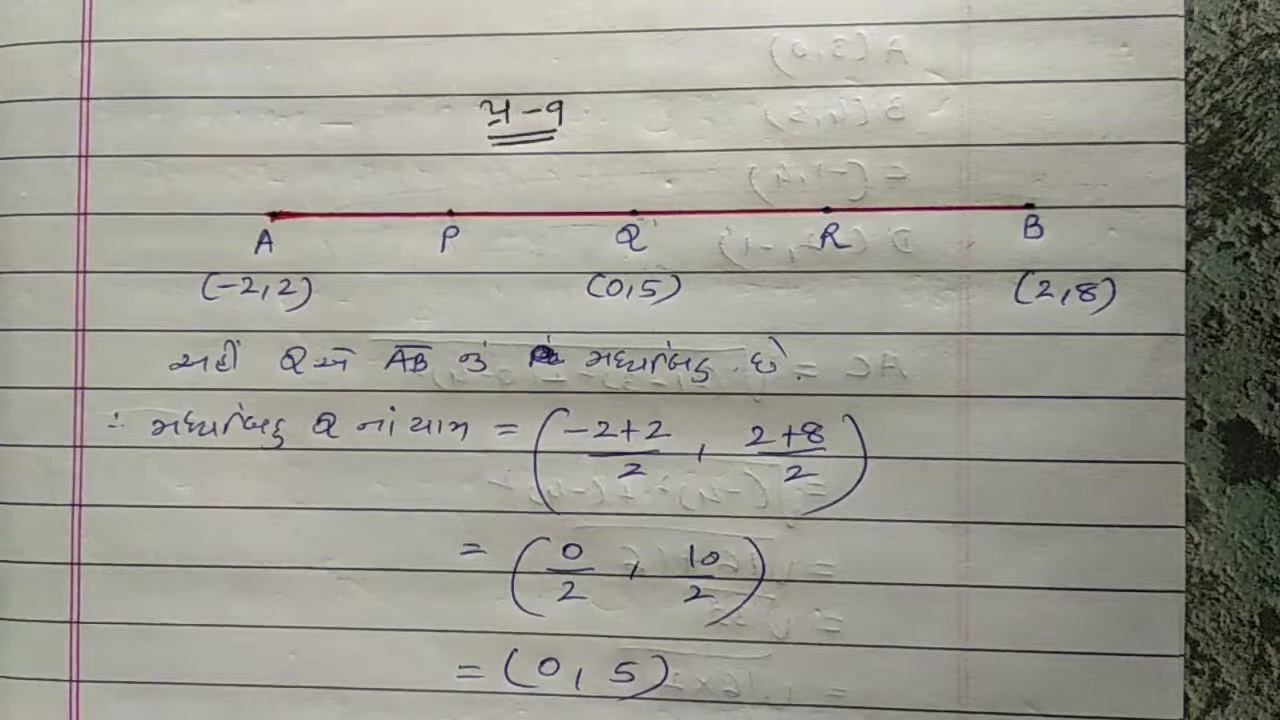 પ્ર-૧
A P Q R B
(-2,2) (0,5) (2,8)
અહીં Q એ AB નું મધ્યબિંદુ છે.
∴ મધ્યબિંદુ Q નાં યામ = (-2+2/2 , 2+8/2)
= (0/2 , 10/2)
= (0, 5)